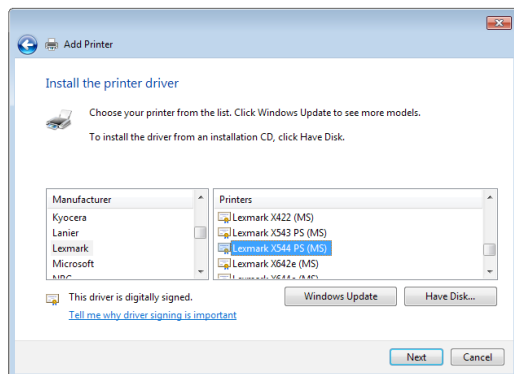 Add Printer
Install the printer driver
Choose your printer from the list. Click Windows Update to see more models.
To install the driver from an installation CD, click Have Disk.
Manufacturer
Kyocera
Lanier
Lexmark
Microsoft
Printers
Lexmark X422 (MS)
Lexmark X543 PS (MS)
Lexmark X544 PS (MS)
Lexmark X642e (MS)
This driver is digitally signed.
Tell me why driver signing is important
Windows Update
Have Disk...
Next
Cancel